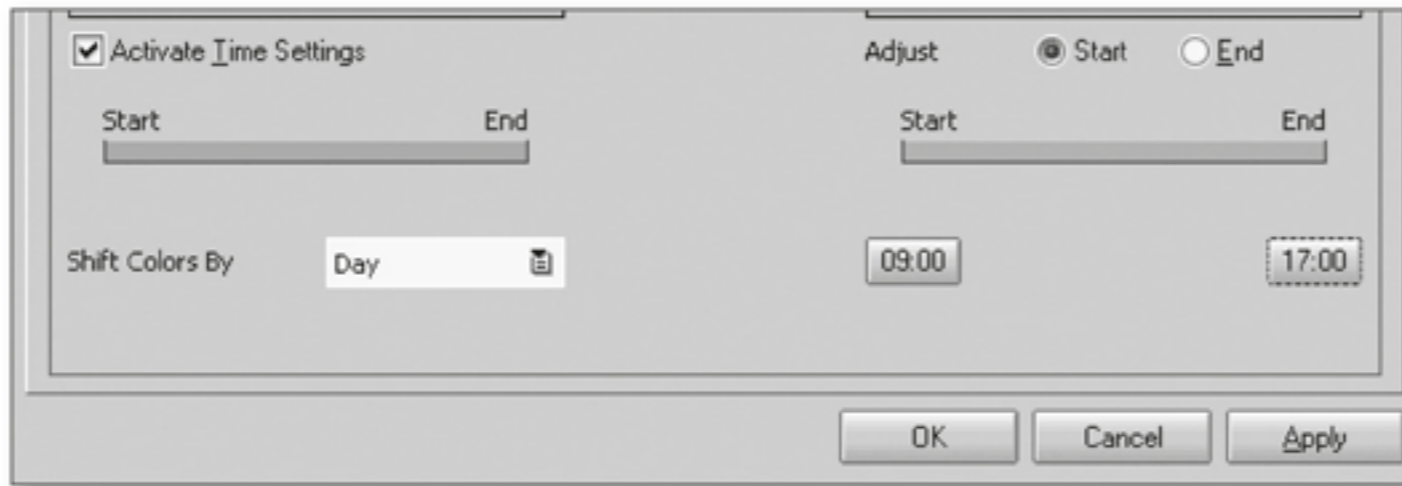 Activate Time Settings Adjust Start End
Start End Start End
Shift Colors By Day 09:00 17:00
OK Cancel Apply